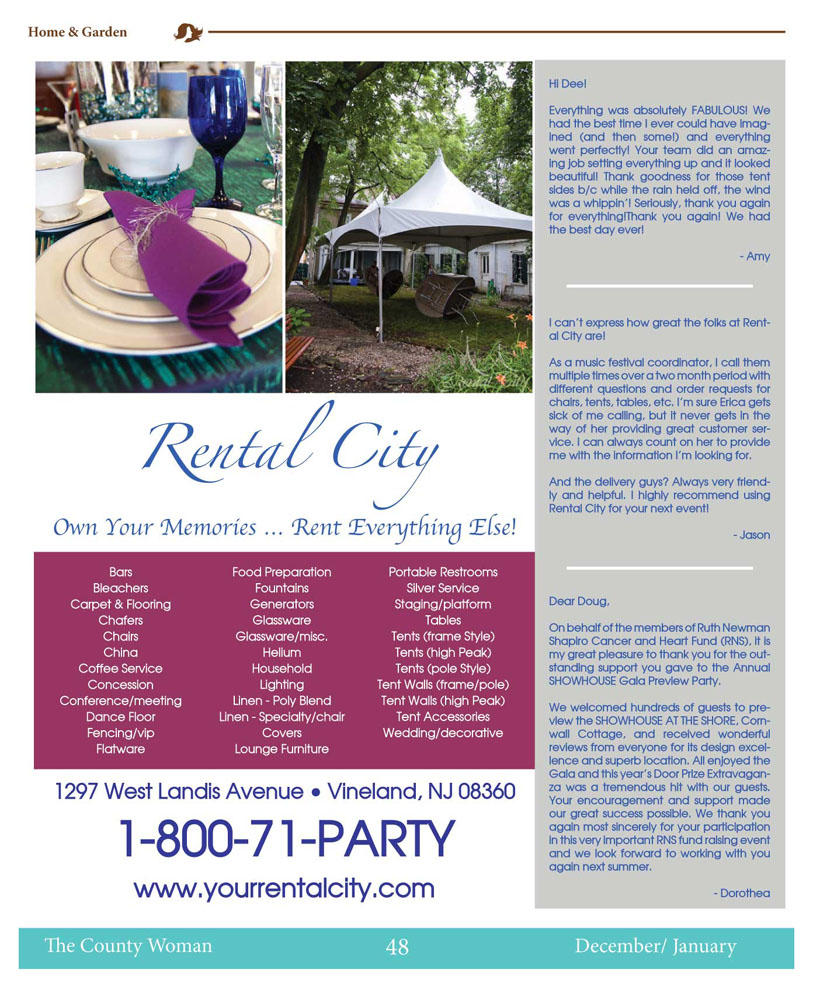 Home & Garden
Rental City
Own Your Memories ... Rent Everything Else!
Bars
Bleachers
Carpet & Flooring
Chafers
Chairs
China
Coffee Service
Concession
Conference/meeting
Dance Floor
Fencing/vip
Flatware
Food Preparation
Fountains
Generators
Glassware
Glassware/misc.
Helium
Household
Lighting
Linen - Poly Blend
Linen - Specialty/chair
Covers
Lounge Furniture
Portable Restrooms
Silver Service
Staging/platform
Tables
Tents (frame Style)
Tents (high Peak)
Tents (pole Style)
Tent Walls (frame/pole)
Tent Walls (high Peak)
Tent Accessories
Wedding/decorative
1297 West Landis Avenue • Vineland, NJ 08360
1-800-71-PARTY
www.yourrentalcity.com
Hi Dee!
Everything was absolutely FABULOUS! We
had the best time I ever could have imag-
ined (and then some!) and everything
went perfectly! Your team did an amaz-
ing job setting everything up and it looked
beautiful! Thank goodness for those tent
sides b/c while the rain held off, the wind
was a whippin'! Seriously, thank you again
for everything!Thank you again! We had
the best day ever!
- Amy
I can't express how great the folks at Rent-
al City are!
As a music festival coordinator, I call them
multiple times over a two month period with
different questions and order requests for
chairs, tents, tables, etc. I'm sure Erica gets
sick of me calling, but it never gets in the
way of her providing great customer ser-
vice. I can always count on her to provide
me with the information I'm looking for.
And the delivery guys? Always very friend-
ly and helpful. I highly recommend using
Rental City for your next event!
- Jason
Dear Doug,
On behalf of the members of Ruth Newman
Shapiro Cancer and Heart Fund (RNS), it is
my great pleasure to thank you for the out-
standing support you gave to the Annual
SHOWHOUSE Gala Preview Party.
We welcomed hundreds of guests to pre-
view the SHOWHOUSE AT THE SHORE, Corn-
wall Cottage, and received wonderful
reviews from everyone for its design excel-
lence and superb location. All enjoyed the
Gala and this year's Door Prize Extravagan-
za was a tremendous hit with our guests.
Your encouragement and support made
our great success possible. We thank you
again most sincerely for your participation
in this very important RNS fund raising event
and we look forward to working with you
again next summer.
- Dorothea
The County Woman
48
December/ January